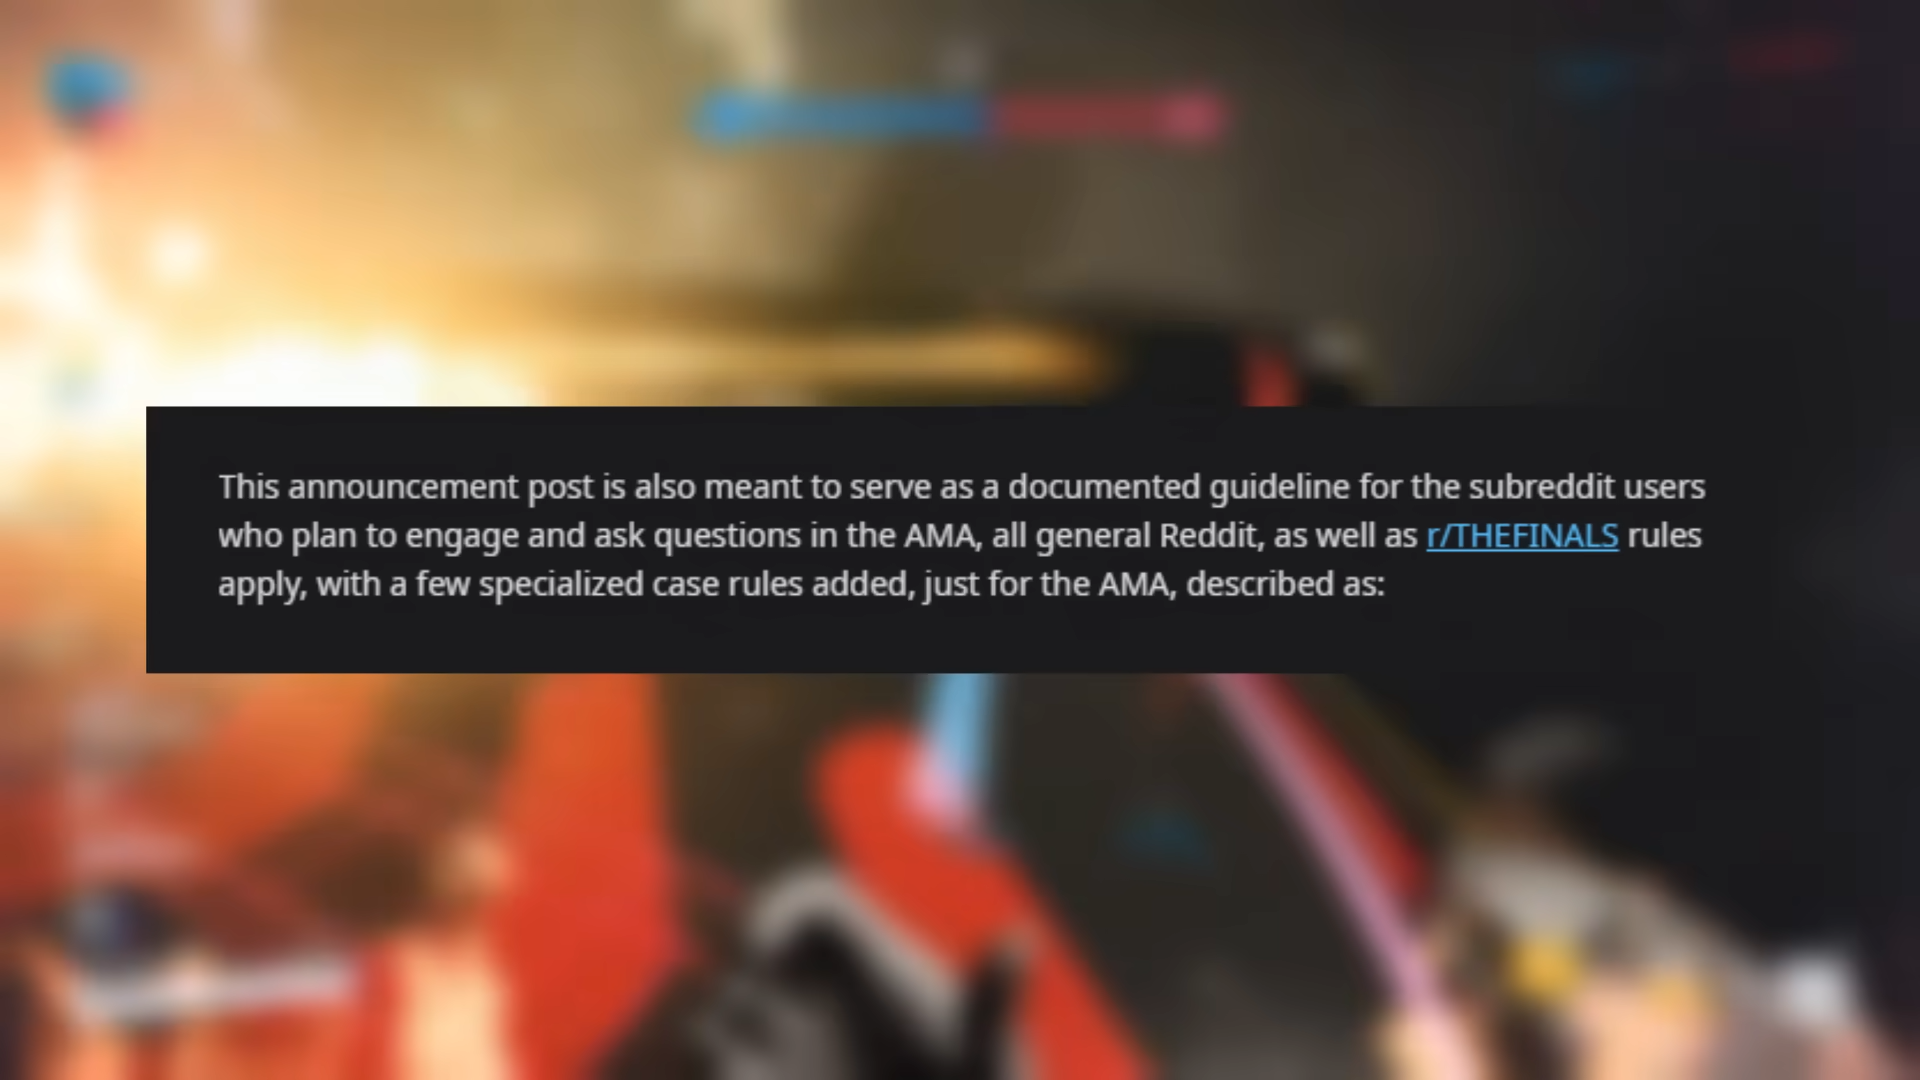 This announcement post is also meant to serve as a documented guideline for the subreddit users
who plan to engage and ask questions in the AMA, all general Reddit, as well as r/THEFINALS rules
apply, with a few specialized case rules added, just for the AMA, described as: